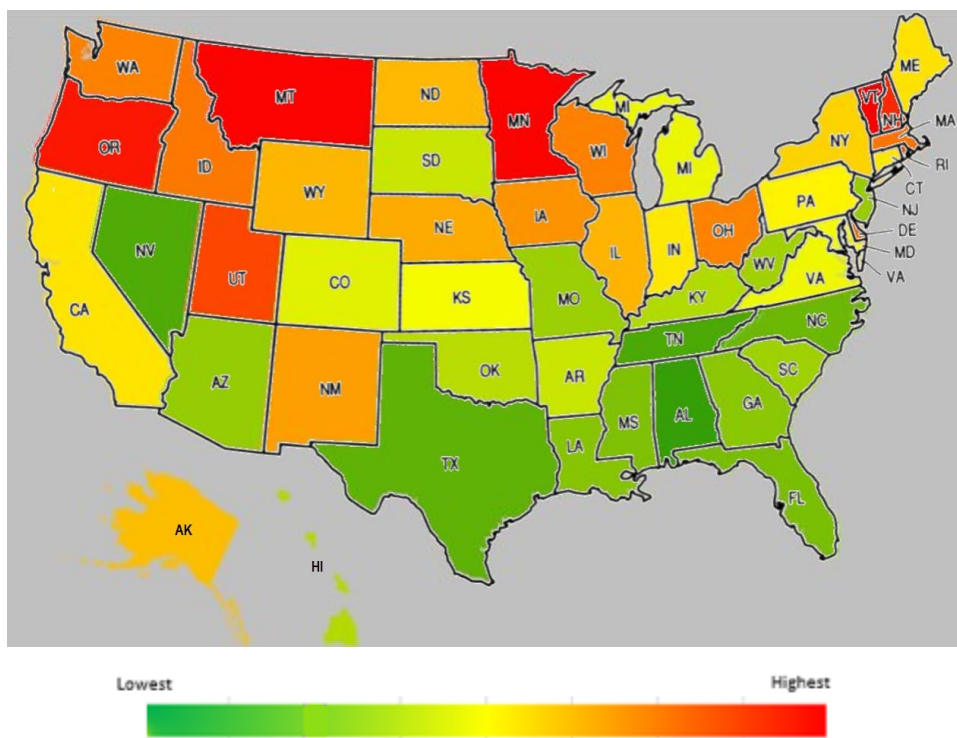 ME
WA
MT
ND
MN
VT
NH
MA
OR
ID
SD
WI
MI
MI
NY
RI
CT
WY
IA
PA
NJ
NE
OH
DE
NV
UT
CO
IL
IN
MD
WV
VA
VA
CA
KS
MO
KY
NC
TN
AZ
NM
OK
AR
SC
MS
AL
GA
TX
LA
FL
AK
HI
Lowest
Highest